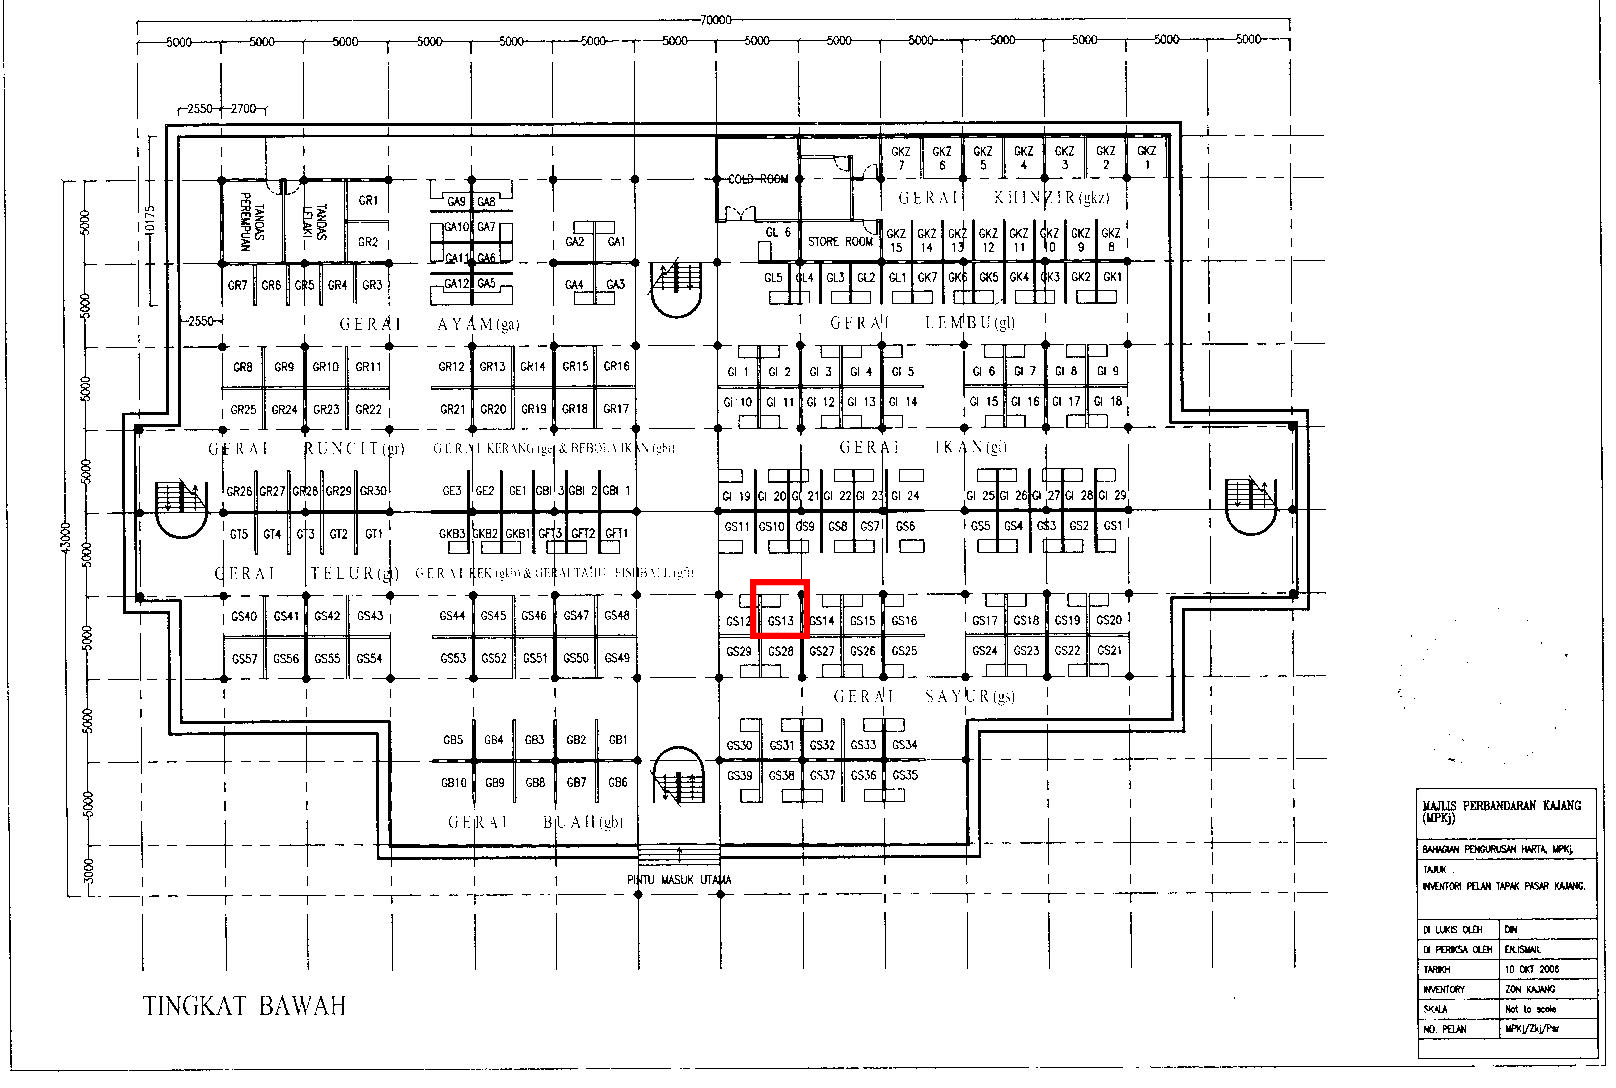 70000
5000 5000 5000 5000 5000 5000 5000 5000 5000 5000 5000 5000 5000 5000
2550 2700
GKZ 7 GKZ 6 GKZ 5 GKZ 4 GKZ 3 GKZ 2 GKZ 1
COLD ROOM
GERAI KHINZIR(gkz)
TANDAS PEREMPUAN
TANDAS LELAKI
GR1
GR2
GA9 GA8
GA10 GA7
GA11 GA6
GA12 GA5
GA2 GA1
GA4 GA3
GL 6
STORE ROOM
GKZ 15 GKZ 14 GKZ 13 GKZ 12 GKZ 11 GKZ 10 GKZ 9 GKZ 8
GR7 GR6 GR5 GR4 GR3
GL5 GL4 GL3 GL2 GL1 GK7 GK6 GK5 GK4 GK3 GK2 GK1
10175
2550
GERAI AYAM(ga)
GERAI LEMBU(gl)
GR8 GR9 GR10 GR11 GR12 GR13 GR14 GR15 GR16
GI 1 GI 2 GI 3 GI 4 GI 5 GI 6 GI 7 GI 8 GI 9
GR25 GR24 GR23 GR22 GR21 GR20 GR19 GR18 GR17
GI 10 GI 11 GI 12 GI 13 GI 14 GI 15 GI 16 GI 17 GI 18
GERAI RUNCIT(gr)
GERAI KERANG(ge) & BEBOLA IKAN(gbi)
GERAI IKAN(gi)
GR26 GR27 GR28 GR29 GR30 GE3 GE2 GE1 GBI 3 GBI 2 GBI 1
GI 19 GI 20 GI 21 GI 22 GI 23 GI 24 GI 25 GI 26 GI 27 GI 28 GI 29
GT5 GT4 GT3 GT2 GT1 GKB3 GKB2 GKB1 GFT3 GFT2 GFT1
GS11 GS10 GS9 GS8 GS7 GS6 GS5 GS4 GS3 GS2 GS1
GERAI TELUR(gt)
GERAI KEK(gkb) & GERAI TAHU FISHBALL(gft)
GS40 GS41 GS42 GS43 GS44 GS45 GS46 GS47 GS48
GS12 GS13 GS14 GS15 GS16 GS17 GS18 GS19 GS20
GS57 GS56 GS55 GS54 GS53 GS52 GS51 GS50 GS49
GS29 GS28 GS27 GS26 GS25 GS24 GS23 GS22 GS21
GERAI SAYUR(gs)
GB5 GB4 GB3 GB2 GB1
GS30 GS31 GS32 GS33 GS34
GB10 GB9 GB8 GB7 GB6
GS39 GS38 GS37 GS36 GS35
GERAI BUAH(gb)
PINTU MASUK UTAMA
5000
5000
5000
5000
5000
5000
5000
5000
3000
43000
TINGKAT BAWAH
MAJLIS PERBANDARAN KAJANG
(MPKj)
BAHAGIAN PENGURUSAN HARTA, MPKj.
TAJUK .
INVENTORI PELAN TAPAK PASAR KAJANG.
DI LUKIS OLEH DIN
DI PERIKSA OLEH EN.ISMAIL
TARIKH 10 OKT 2006
INVENTORY ZON KAJANG
SKALA Not to scale
NO. PELAN MPKj/Zkj/Psr